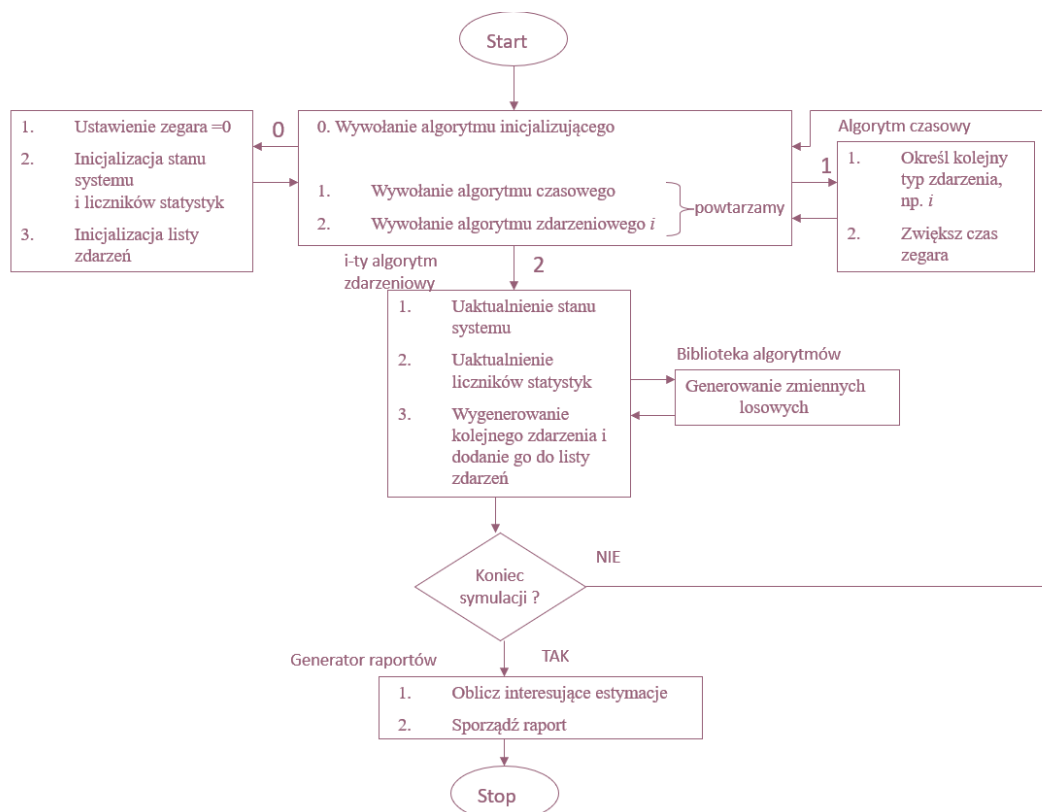 Start
1. Ustawienie zegara =0
2. Inicjalizacja stanu
systemu
i liczników statystyk
3. Inicjalizacja listy
zdarzeń
0
0. Wywołanie algorytmu inicjalizującego
1. Wywołanie algorytmu czasowego
2. Wywołanie algorytmu zdarzeniowego i
powtarzamy
1
Algorytm czasowy
1. Określ kolejny
typ zdarzenia,
np. i
2. Zwiększ czas
zegara
i-ty algorytm
zdarzeniowy
2
1. Uaktualnienie stanu
systemu
2. Uaktualnienie
liczników statystyk
3. Wygenerowanie
kolejnego zdarzenia i
dodanie go do listy
zdarzeń
Biblioteka algorytmów
Generowanie zmiennych
losowych
Koniec
symulacji ?
NIE
TAK
Generator raportów
1. Oblicz interesujące estymacje
2. Sporządź raport
Stop